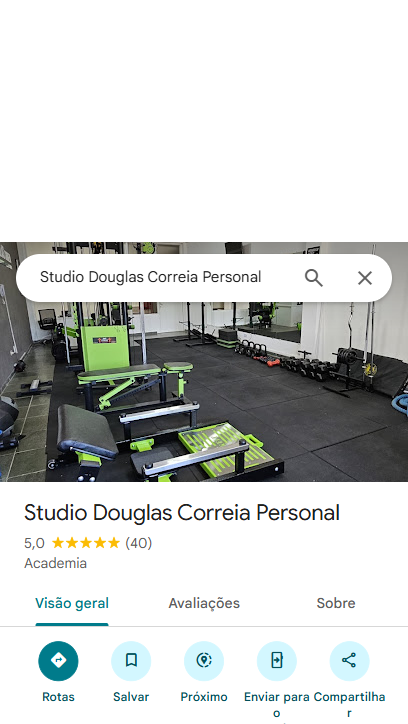 Studio Douglas Correia Personal
Studio Douglas Correia Personal
5,0 (40)
Academia
Visão geral
Avaliações
Sobre
Rotas
Salvar
Próximo
Enviar para
o
Compartilha
r